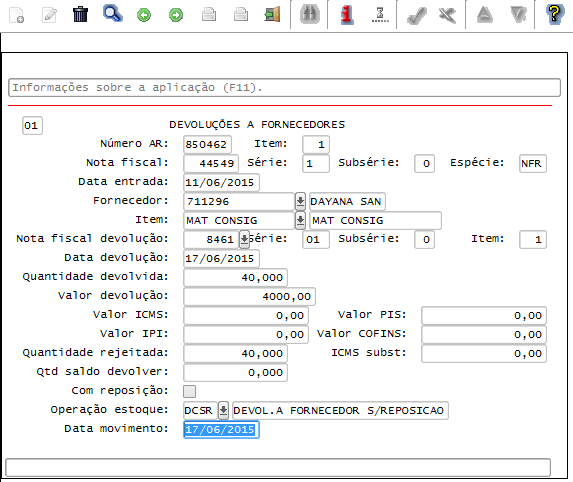 Informações sobre a aplicação (F11).
01 DEVOLUÇÕES A FORNECEDORES
Número AR: 850462 Item: 1
Nota fiscal: 44549 Série: 1 Subsérie: 0 Espécie: NFR
Data entrada: 11/06/2015
Fornecedor: 711296 DAYANA SAN
Item: MAT CONSIG MAT CONSIG
Nota fiscal devolução: 8461 Série: 01 Subsérie: 0 Item: 1
Data devolução: 17/06/2015
Quantidade devolvida: 40,000
Valor devolução: 4000,00
Valor ICMS: 0,00 Valor PIS: 0,00
Valor IPI: 0,00 Valor COFINS: 0,00
Quantidade rejeitada: 40,000 ICMS subst: 0,00
Qtd saldo devolver: 0,000
Com reposição:
Operação estoque: DCSR DEVOL.A FORNECEDOR S/REPOSICAO
Data movimento: 17/06/2015